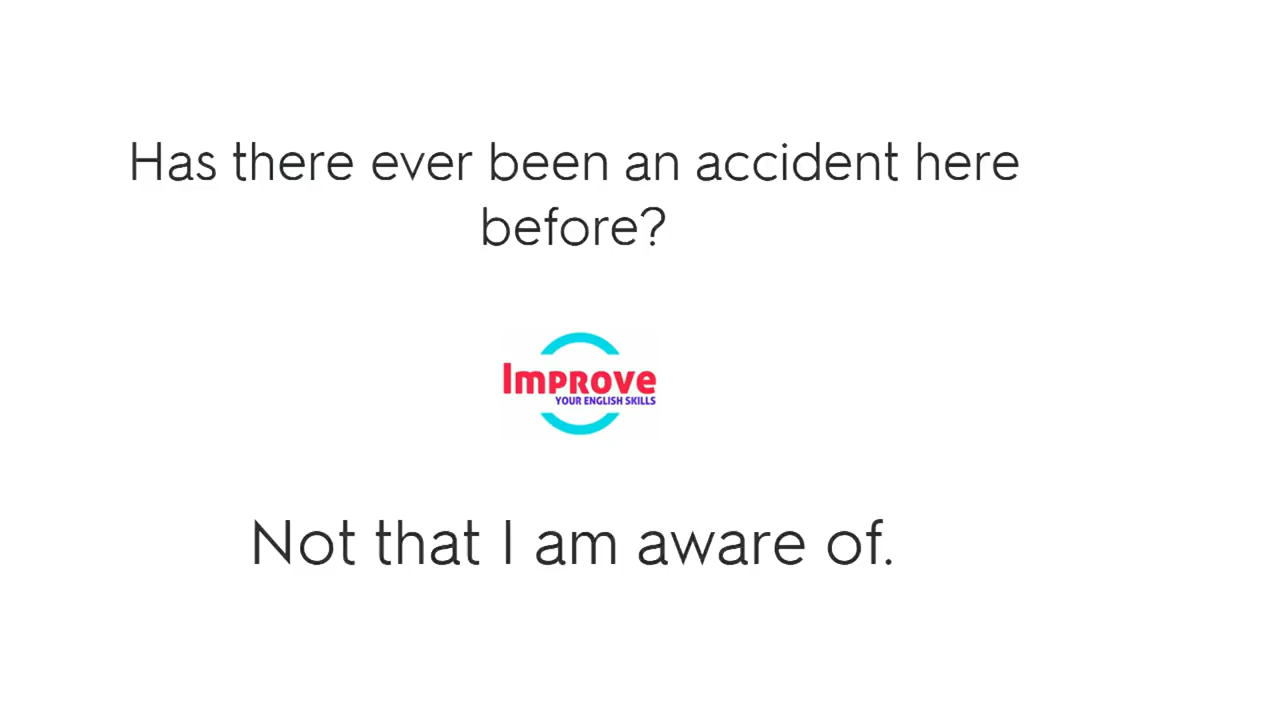 Has there ever been an accident here
before?
Improve
YOUR ENGLISH SKILLS
Not that I am aware of.